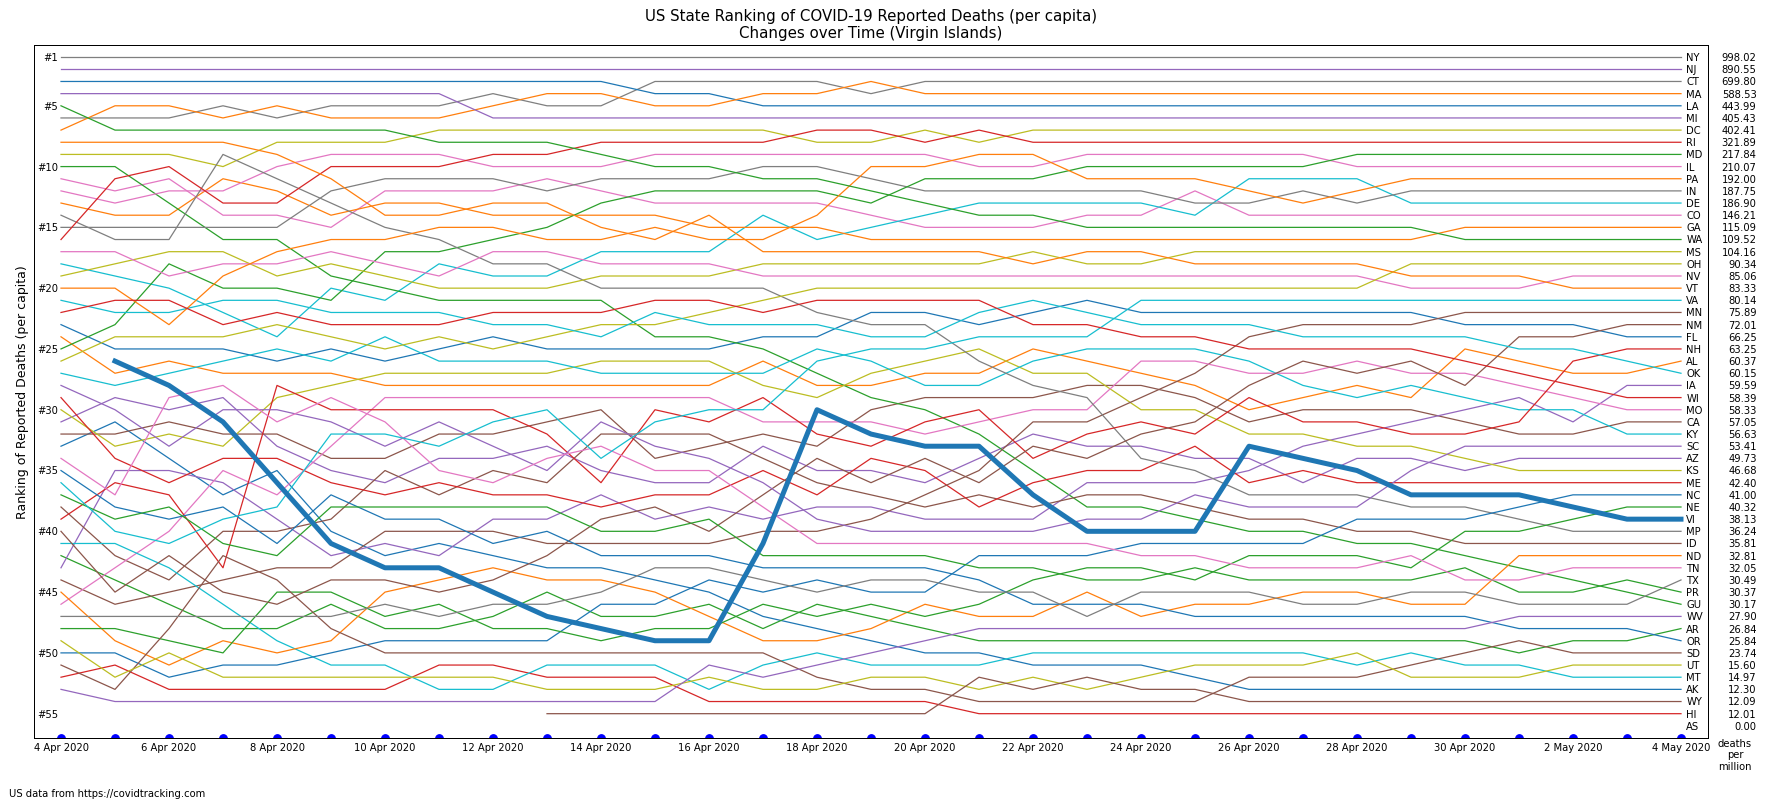 US State Ranking of COVID-19 Reported Deaths (per capita)
Changes over Time (Virgin Islands)
Ranking of Reported Deaths (per capita)
#1
#5
#10
#15
#20
#25
#30
#35
#40
#45
#50
#55
NY 998.02
NJ 890.55
CT 699.80
MA 588.53
LA 443.99
MI 405.43
DC 402.41
RI 321.89
MD 217.84
IL 210.07
PA 192.00
IN 187.75
DE 186.90
CO 146.21
GA 115.09
WA 109.52
MS 104.16
OH 90.34
NV 85.06
VT 83.33
VA 80.14
MN 75.89
NM 72.01
FL 66.25
NH 63.25
AL 60.37
OK 60.15
IA 59.59
WI 58.39
MO 58.33
CA 57.05
KY 56.63
SC 53.41
AZ 49.73
KS 46.68
ME 42.40
NC 41.00
NE 40.32
VI 38.13
MP 36.24
ID 35.81
ND 32.81
TN 32.05
TX 30.49
PR 30.37
GU 30.17
WV 27.90
AR 26.84
OR 25.84
SD 23.74
UT 15.60
MT 14.97
AK 12.30
WY 12.09
HI 12.01
AS 0.00
4 Apr 2020 6 Apr 2020 8 Apr 2020 10 Apr 2020 12 Apr 2020 14 Apr 2020 16 Apr 2020 18 Apr 2020 20 Apr 2020 22 Apr 2020 24 Apr 2020 26 Apr 2020 28 Apr 2020 30 Apr 2020 2 May 2020 4 May 2020
deaths
per
million
US data from https://covidtracking.com